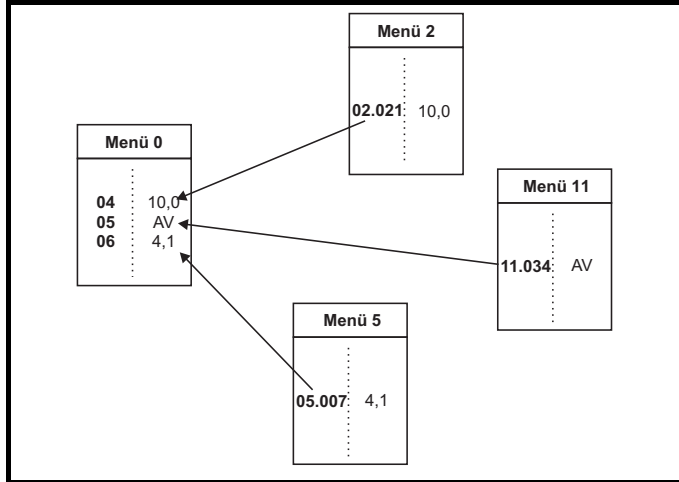 Menü 2
02.021 10,0
Menü 0
04 10,0
05 AV
06 4,1
Menü 11
11.034 AV
Menü 5
05.007 4,1